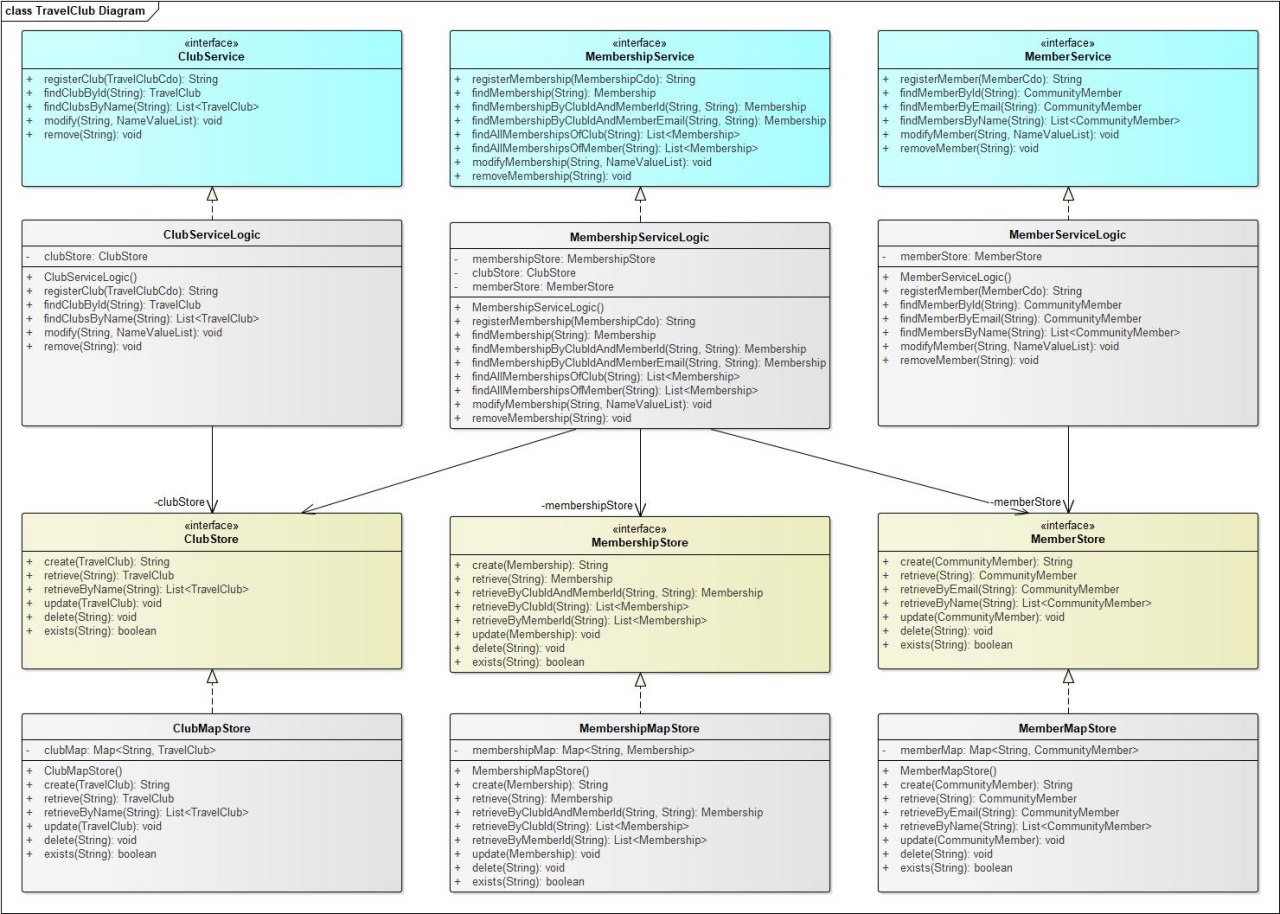 class TravelClub Diagram
«interface»
ClubService
+ registerClub(TravelClubCdo): String
+ findClubById(String): TravelClub
+ findClubsByName(String): List<TravelClub>
+ modify(String, NameValueList): void
+ remove(String): void
«interface»
MembershipService
+ registerMembership(MembershipCdo): String
+ findMembership(String): Membership
+ findMembershipByClubIdAndMemberId(String, String): Membership
+ findMembershipByClubIdAndMemberEmail(String, String): Membership
+ findAllMembershipsOfClub(String): List<Membership>
+ findAllMembershipsOfMember(String): List<Membership>
+ modifyMembership(String, NameValueList): void
+ removeMembership(String): void
«interface»
MemberService
+ registerMember(MemberCdo): String
+ findMemberById(String): CommunityMember
+ findMemberByEmail(String): CommunityMember
+ findMembersByName(String): List<CommunityMember>
+ modifyMember(String, NameValueList): void
+ removeMember(String): void
ClubServiceLogic
- clubStore: ClubStore
+ ClubServiceLogic()
+ registerClub(TravelClubCdo): String
+ findClubById(String): TravelClub
+ findClubsByName(String): List<TravelClub>
+ modify(String, NameValueList): void
+ remove(String): void
MembershipServiceLogic
- membershipStore: MembershipStore
- clubStore: ClubStore
- memberStore: MemberStore
+ MembershipServiceLogic()
+ registerMembership(MembershipCdo): String
+ findMembership(String): Membership
+ findMembershipByClubIdAndMemberId(String, String): Membership
+ findMembershipByClubIdAndMemberEmail(String, String): Membership
+ findAllMembershipsOfClub(String): List<Membership>
+ findAllMembershipsOfMember(String): List<Membership>
+ modifyMembership(String, NameValueList): void
+ removeMembership(String): void
MemberServiceLogic
- memberStore: MemberStore
+ MemberServiceLogic()
+ registerMember(MemberCdo): String
+ findMemberById(String): CommunityMember
+ findMemberByEmail(String): CommunityMember
+ findMembersByName(String): List<CommunityMember>
+ modifyMember(String, NameValueList): void
+ removeMember(String): void
-clubStore
-membershipStore
-memberStore
«interface»
ClubStore
+ create(TravelClub): String
+ retrieve(String): TravelClub
+ retrieveByName(String): List<TravelClub>
+ update(TravelClub): void
+ delete(String): void
+ exists(String): boolean
«interface»
MembershipStore
+ create(Membership): String
+ retrieve(String): Membership
+ retrieveByClubIdAndMemberId(String, String): Membership
+ retrieveByClubId(String): List<Membership>
+ retrieveByMemberId(String): List<Membership>
+ update(Membership): void
+ delete(String): void
+ exists(String): boolean
«interface»
MemberStore
+ create(CommunityMember): String
+ retrieve(String): CommunityMember
+ retrieveByEmail(String): CommunityMember
+ retrieveByName(String): List<CommunityMember>
+ update(CommunityMember): void
+ delete(String): void
+ exists(String): boolean
ClubMapStore
- clubMap: Map<String, TravelClub>
+ ClubMapStore()
+ create(TravelClub): String
+ retrieve(String): TravelClub
+ retrieveByName(String): List<TravelClub>
+ update(TravelClub): void
+ delete(String): void
+ exists(String): boolean
MembershipMapStore
- membershipMap: Map<String, Membership>
+ MembershipMapStore()
+ create(Membership): String
+ retrieve(String): Membership
+ retrieveByClubIdAndMemberId(String, String): Membership
+ retrieveByClubId(String): List<Membership>
+ retrieveByMemberId(String): List<Membership>
+ update(Membership): void
+ delete(String): void
+ exists(String): boolean
MemberMapStore
- memberMap: Map<String, CommunityMember>
+ MemberMapStore()
+ create(CommunityMember): String
+ retrieve(String): CommunityMember
+ retrieveByEmail(String): CommunityMember
+ retrieveByName(String): List<CommunityMember>
+ update(CommunityMember): void
+ delete(String): void
+ exists(String): boolean